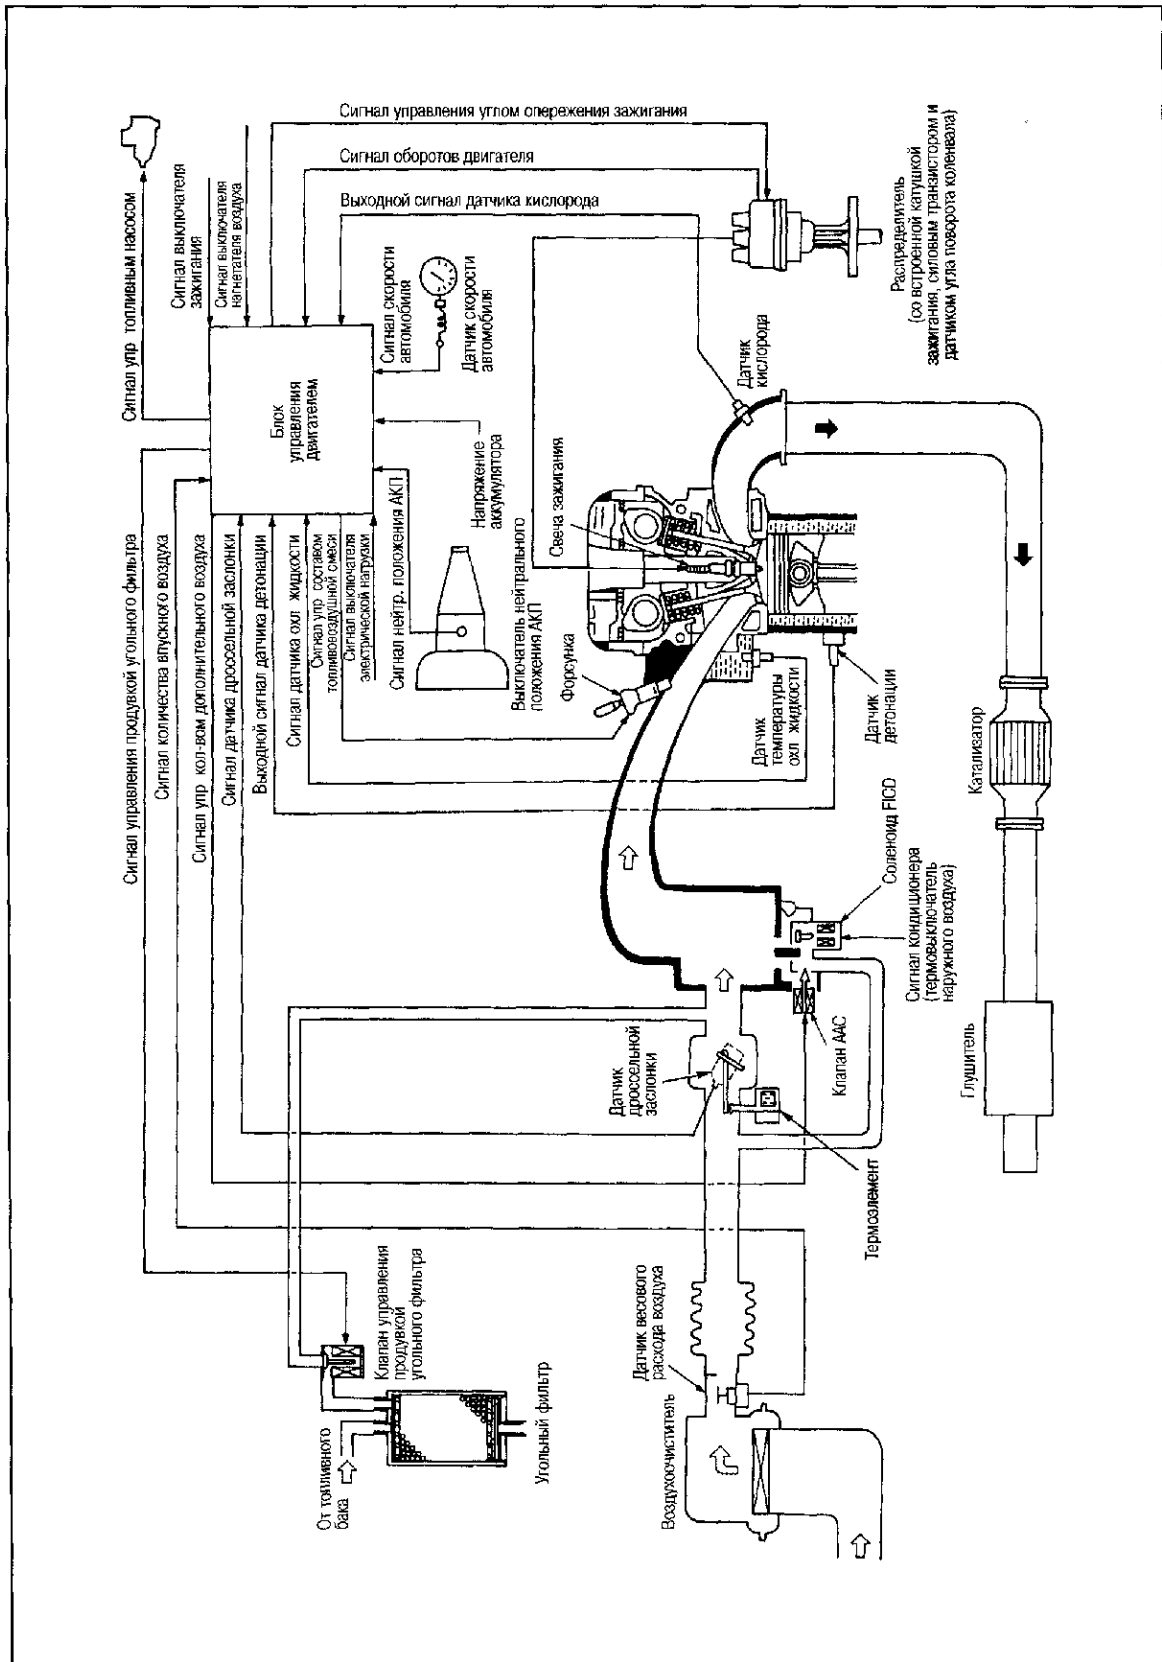 Сигнал управления углом опережения зажигания
Сигнал оборотов двигателя
Выходной сигнал датчика кислорода
Сигнал упр топливным насосом
Сигнал выключателя
зажигания
Сигнал выключателя
нагнетателя воздуха
Блок
управления
двигателем
Сигнал скорости
автомобиля
Датчик скорости
автомобиля
Напряжение
аккумулятора
Сигнал управления продувкой угольного фильтра
Сигнал количества впускного воздуха
Сигнал упр кол-вом дополнительного воздуха
Сигнал датчика дроссельной заслонки
Выходной сигнал датчика детонации
Сигнал датчика охл жидкости
Сигнал упр составом
топливовоздушной смеси
Сигнал выключателя
электрической нагрузки
Сигнал нейтр. положения АКП
Выключатель нейтрального
положения АКП
Форсунка
Свеча зажигания
Датчик
кислорода
Распределитель
(со встроенной катушкой
зажигания, силовым транзистором и
датчиком угла поворота коленвала)
Датчик
температуры
охл жидкости
Датчик
детонации
Катализатор
Соленоид FICD
Сигнал кондиционера
(термовыключатель
наружного воздуха)
Клапан ААС
Глушитель
Датчик
дроссельной
заслонки
Термоэлемент
Клапан управления
продувкой
угольного фильтра
От топливного
бака
Угольный фильтр
Датчик весового
расхода воздуха
Воздухоочиститель